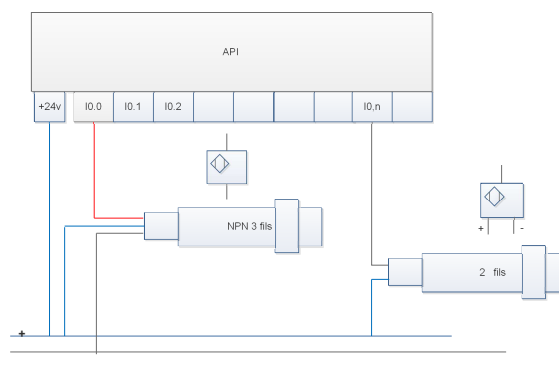 API
+24v I0.0 I0.1 I0.2 I0,n
NPN 3 fils
+ -
2 fils
+